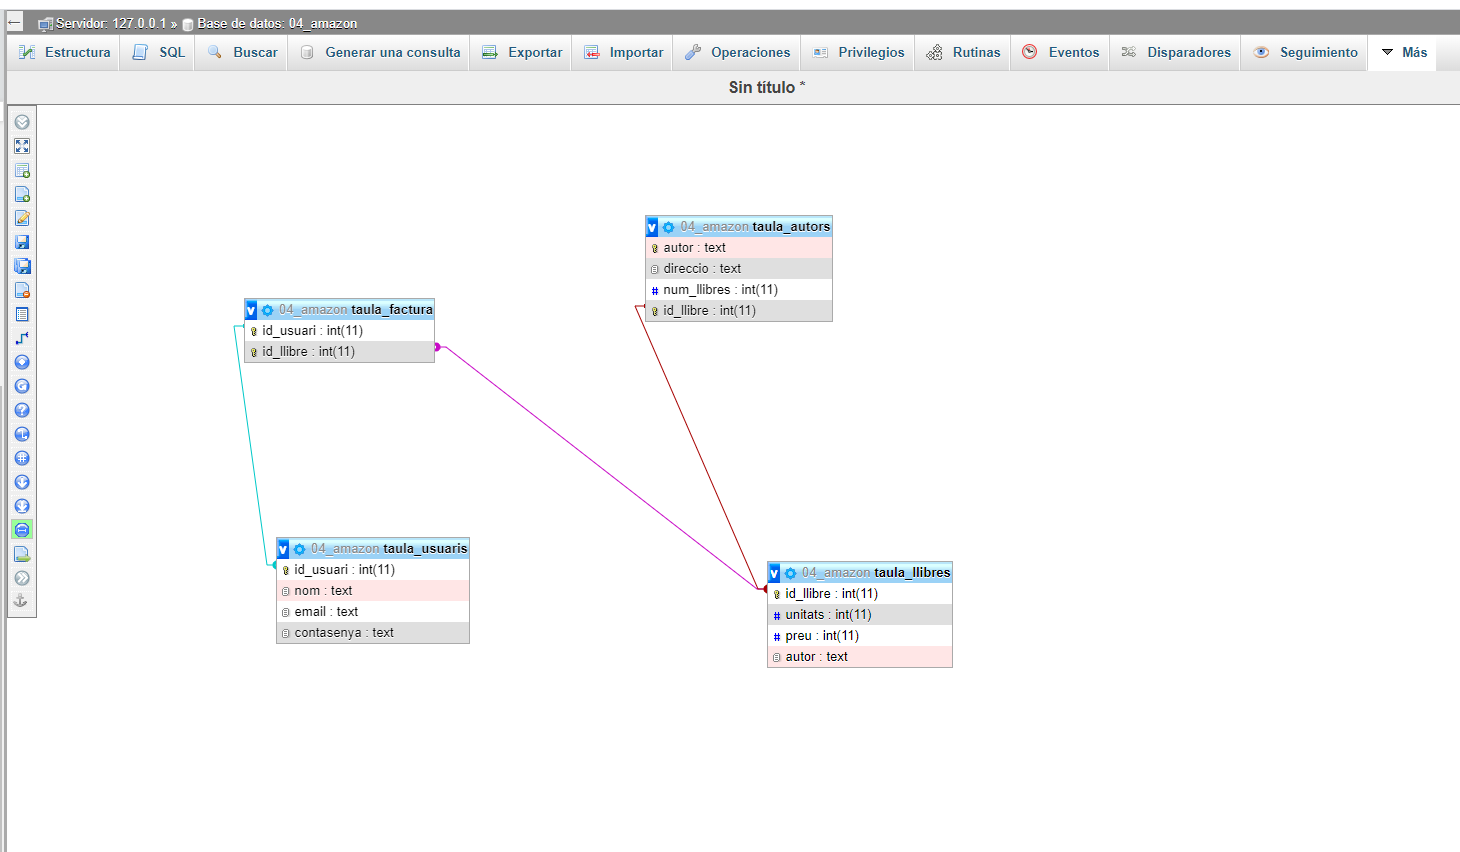 Servidor: 127.0.0.1 » Base de datos: 04_amazon
Estructura SQL Buscar Generar una consulta Exportar Importar Operaciones Privilegios Rutinas Eventos Disparadores Seguimiento Más
Sin título *
v 04_amazon taula_autors
autor : text
direccio : text
# num_llibres : int(11)
id_llibre : int(11)
v 04_amazon taula_factura
id_usuari : int(11)
id_llibre : int(11)
v 04_amazon taula_usuaris
id_usuari : int(11)
nom : text
email : text
contasenya : text
v 04_amazon taula_llibres
id_llibre : int(11)
# unitats : int(11)
# preu : int(11)
autor : text